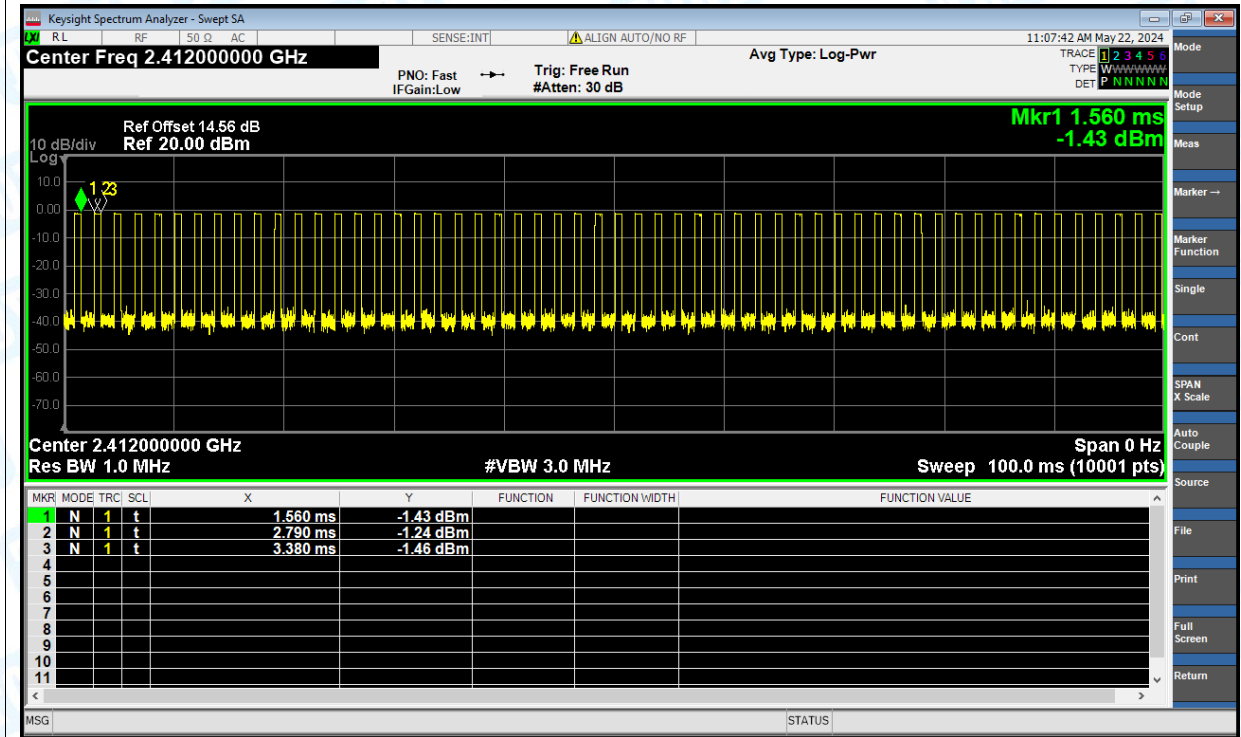 Keysight Spectrum Analyzer - Swept SA
LXI RL RF 50 Ω AC SENSE:INT ALIGN AUTO/NO RF 11:07:42 AM May 22, 2024
Center Freq 2.412000000 GHz Avg Type: Log-Pwr TRACE 1 2 3 4 5 6
PNO: Fast Trig: Free Run TYPE WWWWWW
IFGain:Low #Atten: 30 dB DET P N N N N N
Mkr1 1.560 ms
Ref Offset 14.56 dB
10 dB/div Ref 20.00 dBm -1.43 dBm
Log
10.0
1 2 3
0.00
-10.0
-20.0
-30.0
-40.0
-50.0
-60.0
-70.0
Center 2.412000000 GHz Span 0 Hz
Res BW 1.0 MHz #VBW 3.0 MHz Sweep 100.0 ms (10001 pts)
MKR MODE TRC SCL X Y FUNCTION FUNCTION WIDTH FUNCTION VALUE
1 N 1 t 1.560 ms -1.43 dBm
2 N 1 t 2.790 ms -1.24 dBm
3 N 1 t 3.380 ms -1.46 dBm
4
5
6
7
8
9
10
11
MSG STATUS
Mode
Mode
Setup
Meas
Marker→
Marker
Function
Single
Cont
SPAN
X Scale
Auto
Couple
Source
File
Print
Full
Screen
Return